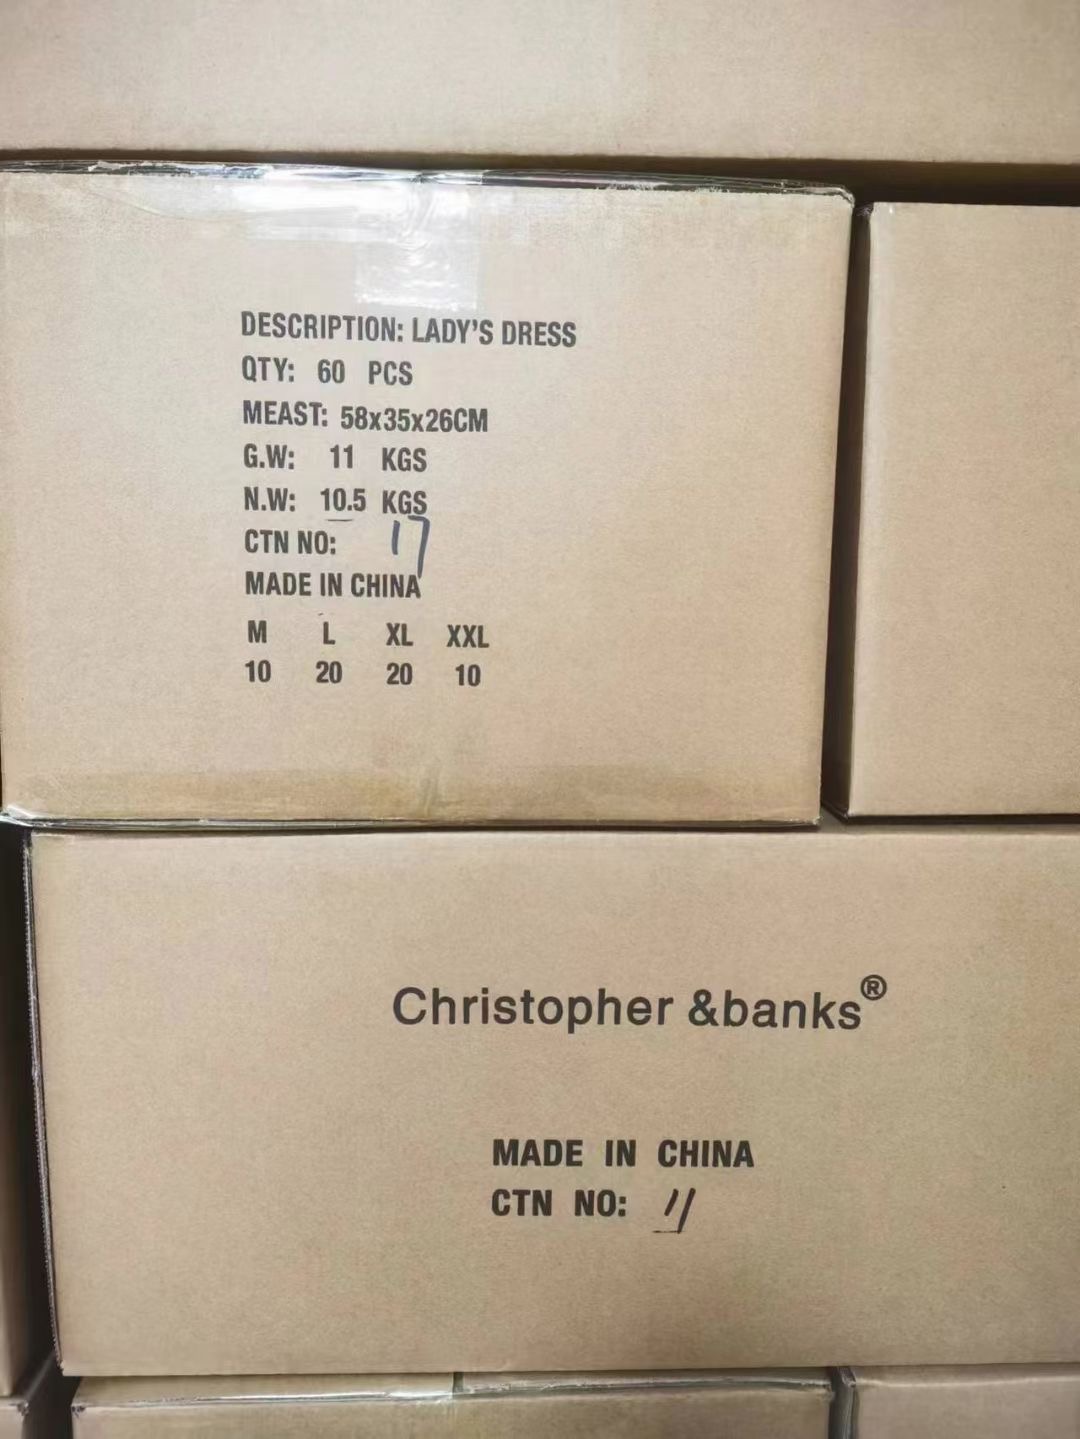 DESCRIPTION: LADY'S DRESS
QTY: 60 PCS
MEAST: 58x35x26CM
G.W: 11 KGS
N.W: 10.5 KGS
CTN NO: 17
MADE IN CHINA
M L XL XXL
10 20 20 10
Christopher &banks®
MADE IN CHINA
CTN NO: 11